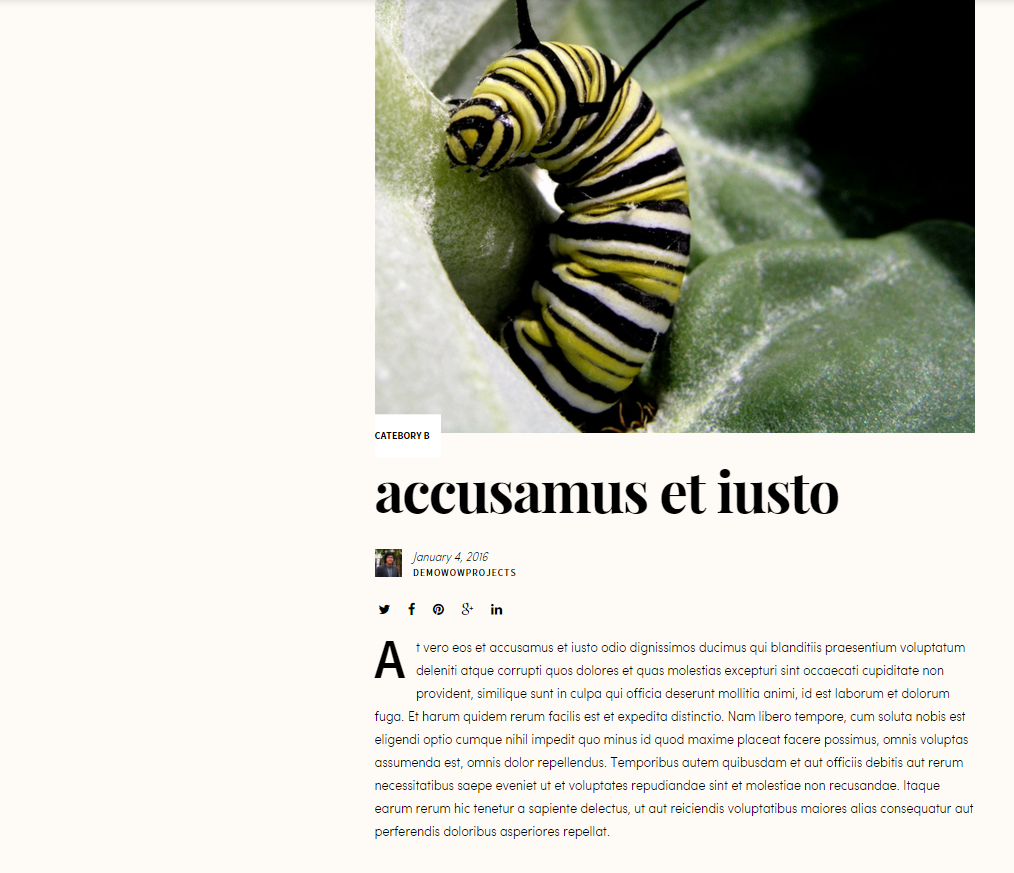 CATEBORY B
accusamus et iusto
January 4, 2016
DEMOWOWPROJECTS
At vero eos et accusamus et iusto odio dignissimos ducimus qui blanditiis praesentium voluptatum
deleniti atque corrupti quos dolores et quas molestias excepturi sint occaecati cupiditate non
provident, similique sunt in culpa qui officia deserunt mollitia animi, id est laborum et dolorum
fuga. Et harum quidem rerum facilis est et expedita distinctio. Nam libero tempore, cum soluta nobis est
eligendi optio cumque nihil impedit quo minus id quod maxime placeat facere possimus, omnis voluptas
assumenda est, omnis dolor repellendus. Temporibus autem quibusdam et aut officiis debitis aut rerum
necessitatibus saepe eveniet ut et voluptates repudiandae sint et molestiae non recusandae. Itaque
earum rerum hic tenetur a sapiente delectus, ut aut reiciendis voluptatibus maiores alias consequatur aut
perferendis doloribus asperiores repellat.